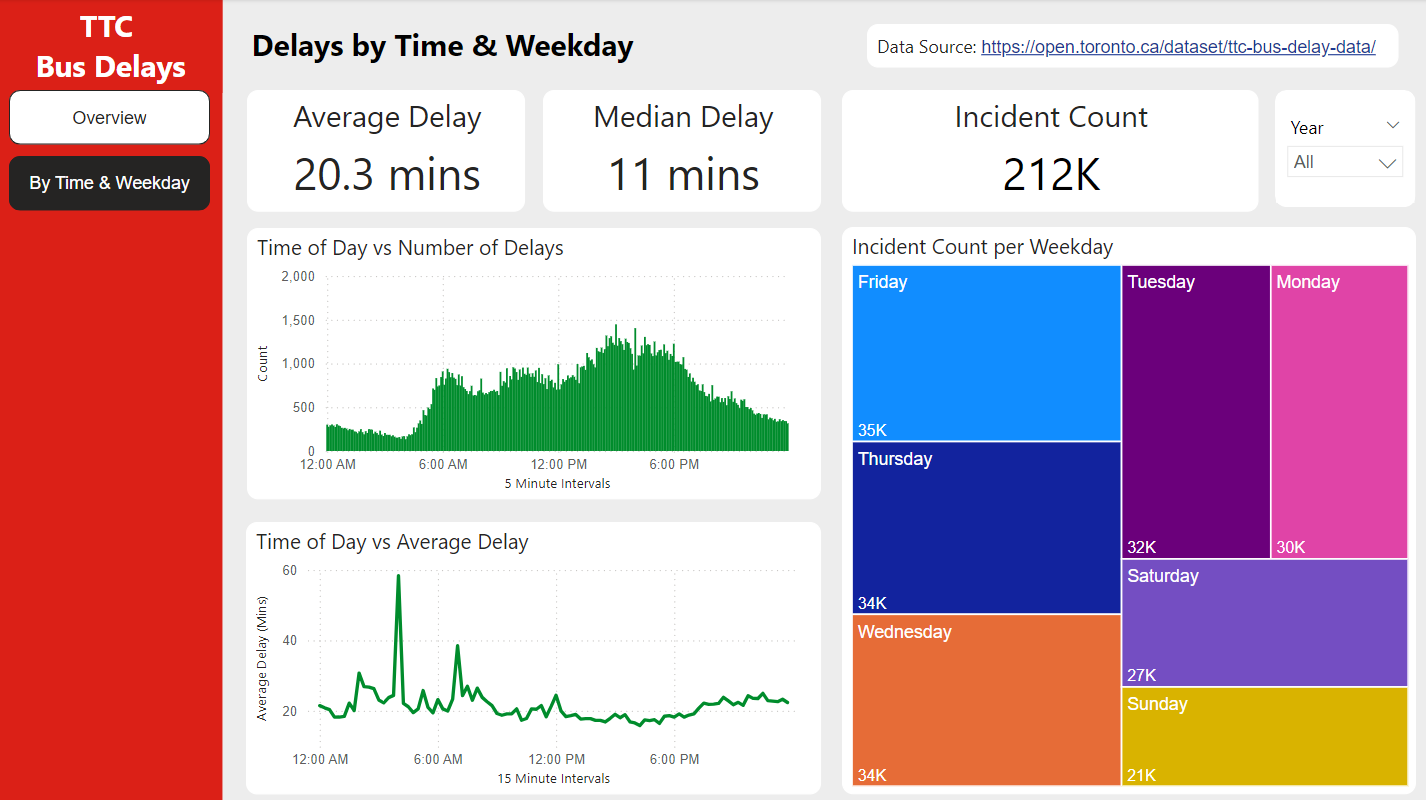 TTC
Bus Delays
Overview
By Time & Weekday
Delays by Time & Weekday
Data Source: https://open.toronto.ca/dataset/ttc-bus-delay-data/
Average Delay
20.3 mins
Median Delay
11 mins
Incident Count
212K
Year
All
Time of Day vs Number of Delays
2,000
1,500
1,000
500
0
Count
12:00 AM
6:00 AM
12:00 PM
6:00 PM
5 Minute Intervals
Time of Day vs Average Delay
60
40
20
Average Delay (Mins)
12:00 AM
6:00 AM
12:00 PM
6:00 PM
15 Minute Intervals
Incident Count per Weekday
Friday
35K
Thursday
34K
Wednesday
34K
Tuesday
32K
Monday
30K
Saturday
27K
Sunday
21K